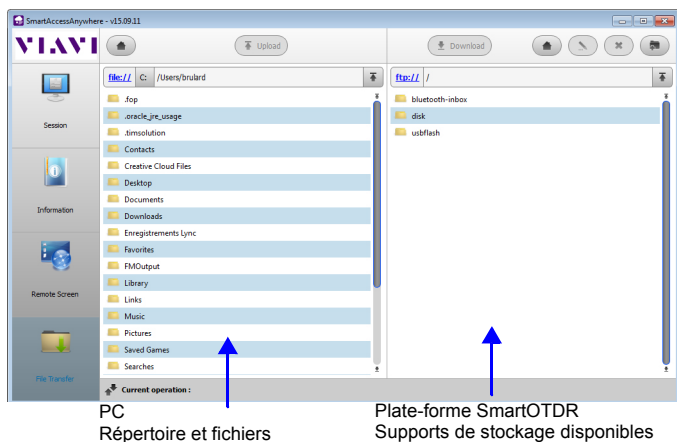 SmartAccessAnywhere - v15.09.11
VIAVI
Upload
Download
file:// C: /Users/brulard
ftp:// /
Session
Information
Remote Screen
File Transfer
.fop
.oracle_jre_usage
.timsolution
Contacts
Creative Cloud Files
Desktop
Documents
Downloads
Enregistrements Lync
Favorites
FMOutput
Library
Links
Music
Pictures
Saved Games
Searches
bluetooth-inbox
disk
usbflash
Current operation :
PC
Répertoire et fichiers
Plate-forme SmartOTDR
Supports de stockage disponibles